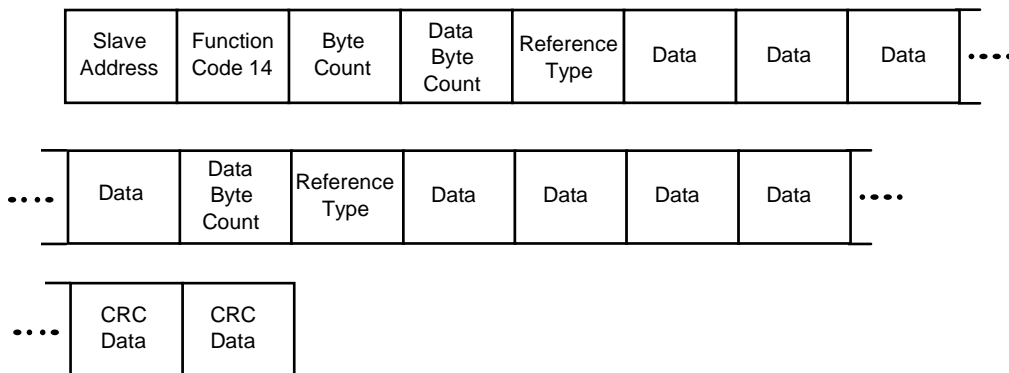 Slave Address
Function Code 14
Byte Count
Data Byte Count
Reference Type
Data
Data
Data
Data
Data Byte Count
Reference Type
Data
Data
Data
Data
CRC Data
CRC Data